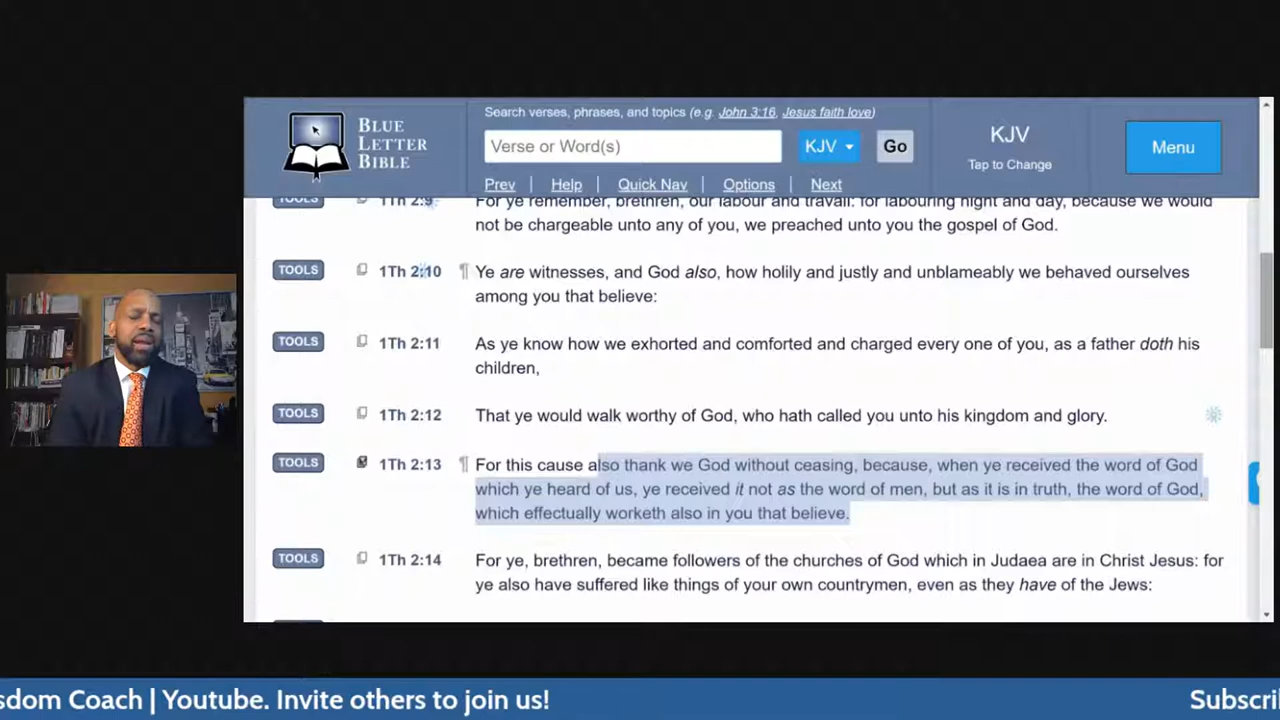 BLUE
LETTER
BIBLE
Search verses, phrases, and topics (e.g. John 3:16, Jesus faith love)
Verse or Word(s)
KJV
Go
KJV
Tap to Change
Menu
Prev | Help | Quick Nav | Options | Next
TOOLS 1Th 2:9 For ye remember, brethren, our labour and travail: for labouring night and day, because we would
not be chargeable unto any of you, we preached unto you the gospel of God.
TOOLS 1Th 2:10 ¶ Ye are witnesses, and God also, how holily and justly and unblameably we behaved ourselves
among you that believe:
TOOLS 1Th 2:11 As ye know how we exhorted and comforted and charged every one of you, as a father doth his
children,
TOOLS 1Th 2:12 That ye would walk worthy of God, who hath called you unto his kingdom and glory.
TOOLS 1Th 2:13 ¶ For this cause also thank we God without ceasing, because, when ye received the word of God
which ye heard of us, ye received it not as the word of men, but as it is in truth, the word of God,
which effectually worketh also in you that believe.
TOOLS 1Th 2:14 For ye, brethren, became followers of the churches of God which in Judaea are in Christ Jesus: for
ye also have suffered like things of your own countrymen, even as they have of the Jews:
sdom Coach | Youtube. Invite others to join us! Subscri